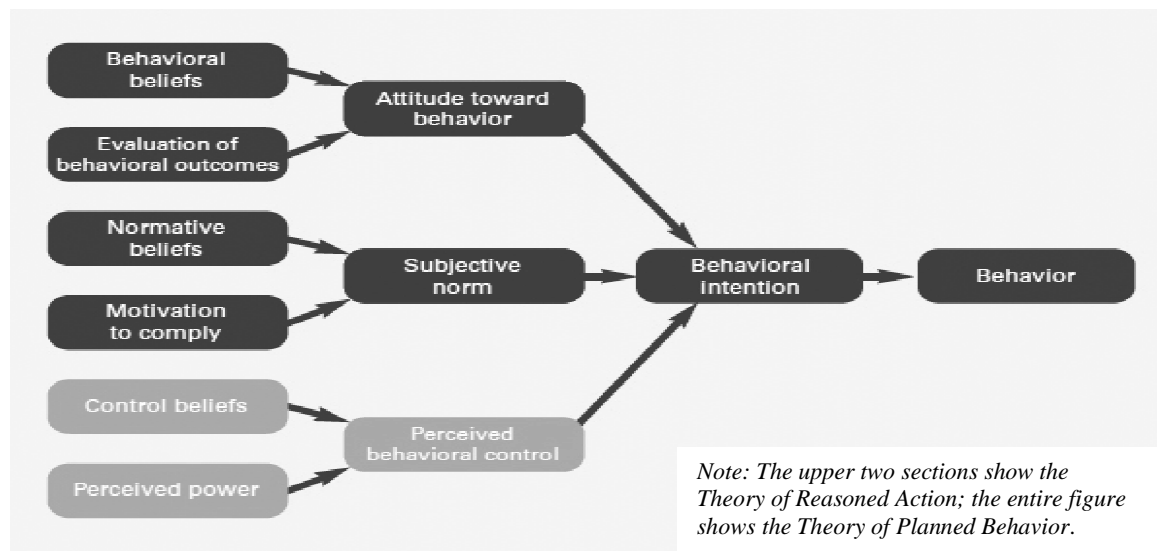 Behavioral
beliefs
Evaluation of
behavioral outcomes
Normative
beliefs
Motivation
to comply
Control beliefs
Perceived power
Attitude toward
behavior
Subjective
norm
Perceived
behavioral control
Behavioral
intention
Behavior
Note: The upper two sections show the
Theory of Reasoned Action; the entire figure
shows the Theory of Planned Behavior.